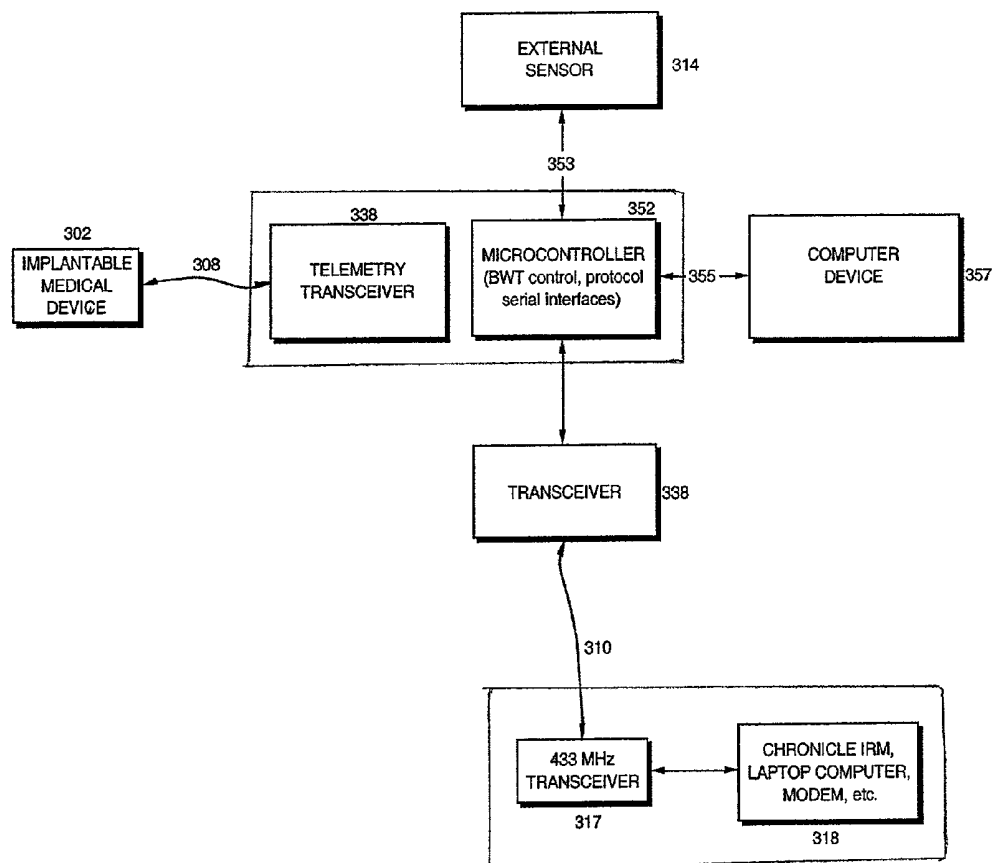 EXTERNAL
SENSOR
314
353
338
352
302
IMPLANTABLE
MEDICAL
DEVICE
308
TELEMETRY
TRANSCEIVER
MICROCONTROLLER
(BWT control, protocol
serial interfaces)
355
COMPUTER
DEVICE
357
TRANSCEIVER
338
310
433 MHz
TRANSCEIVER
317
CHRONICLE IRM,
LAPTOP COMPUTER,
MODEM, etc.
318